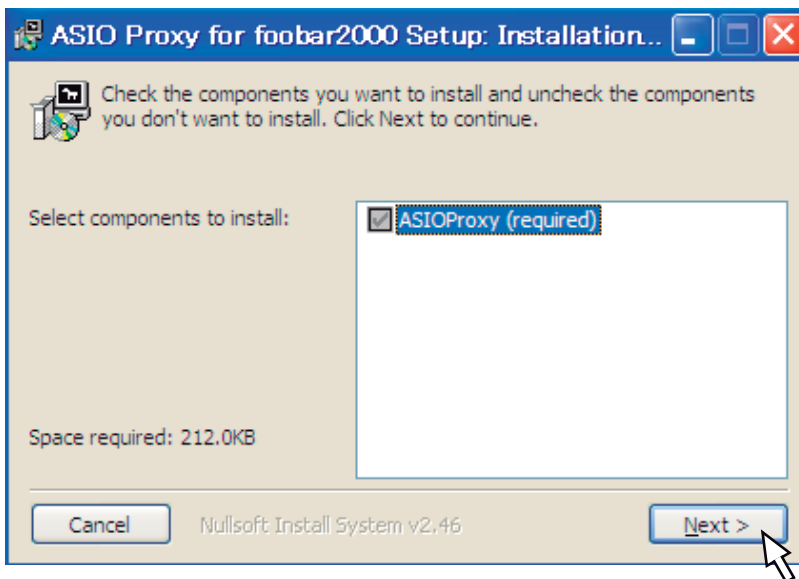 ASIO Proxy for foobar2000 Setup: Installation...
Check the components you want to install and uncheck the components
you don't want to install. Click Next to continue.
Select components to install:
ASIOProxy (required)
Space required: 212.0KB
Cancel
Nullsoft Install System v2.46
Next >